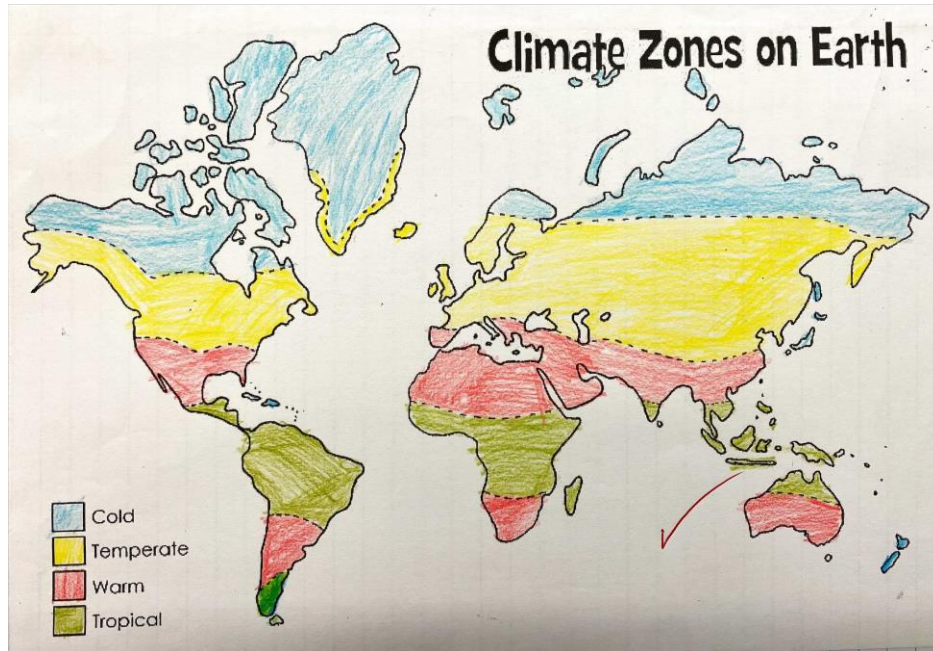 Climate Zones on Earth
Cold
Temperate
Warm
Tropical